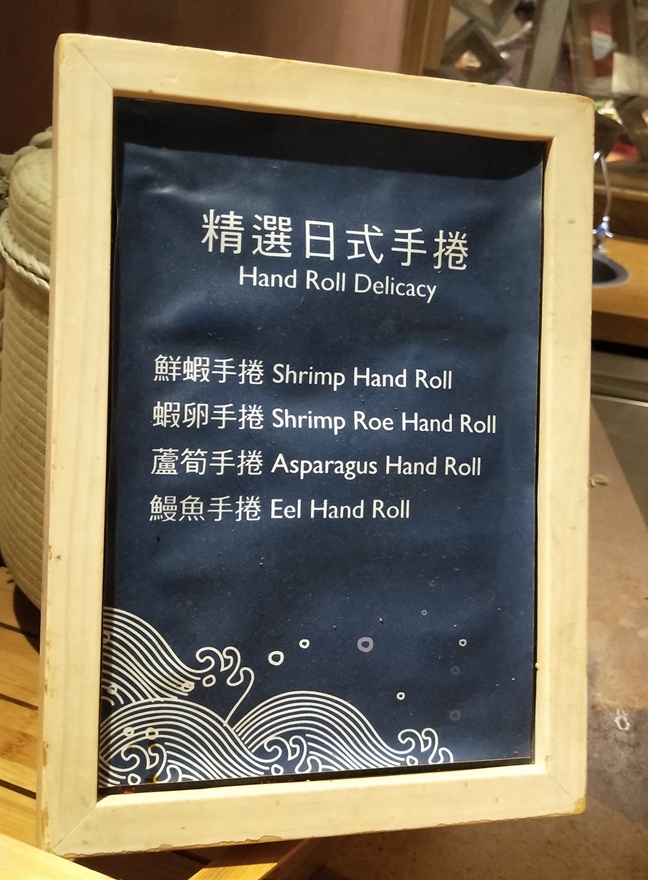 精選日式手捲
Hand Roll Delicacy
鮮蝦手捲 Shrimp Hand Roll
蝦卵手捲 Shrimp Roe Hand Roll
蘆筍手捲 Asparagus Hand Roll
鰻魚手捲 Eel Hand Roll